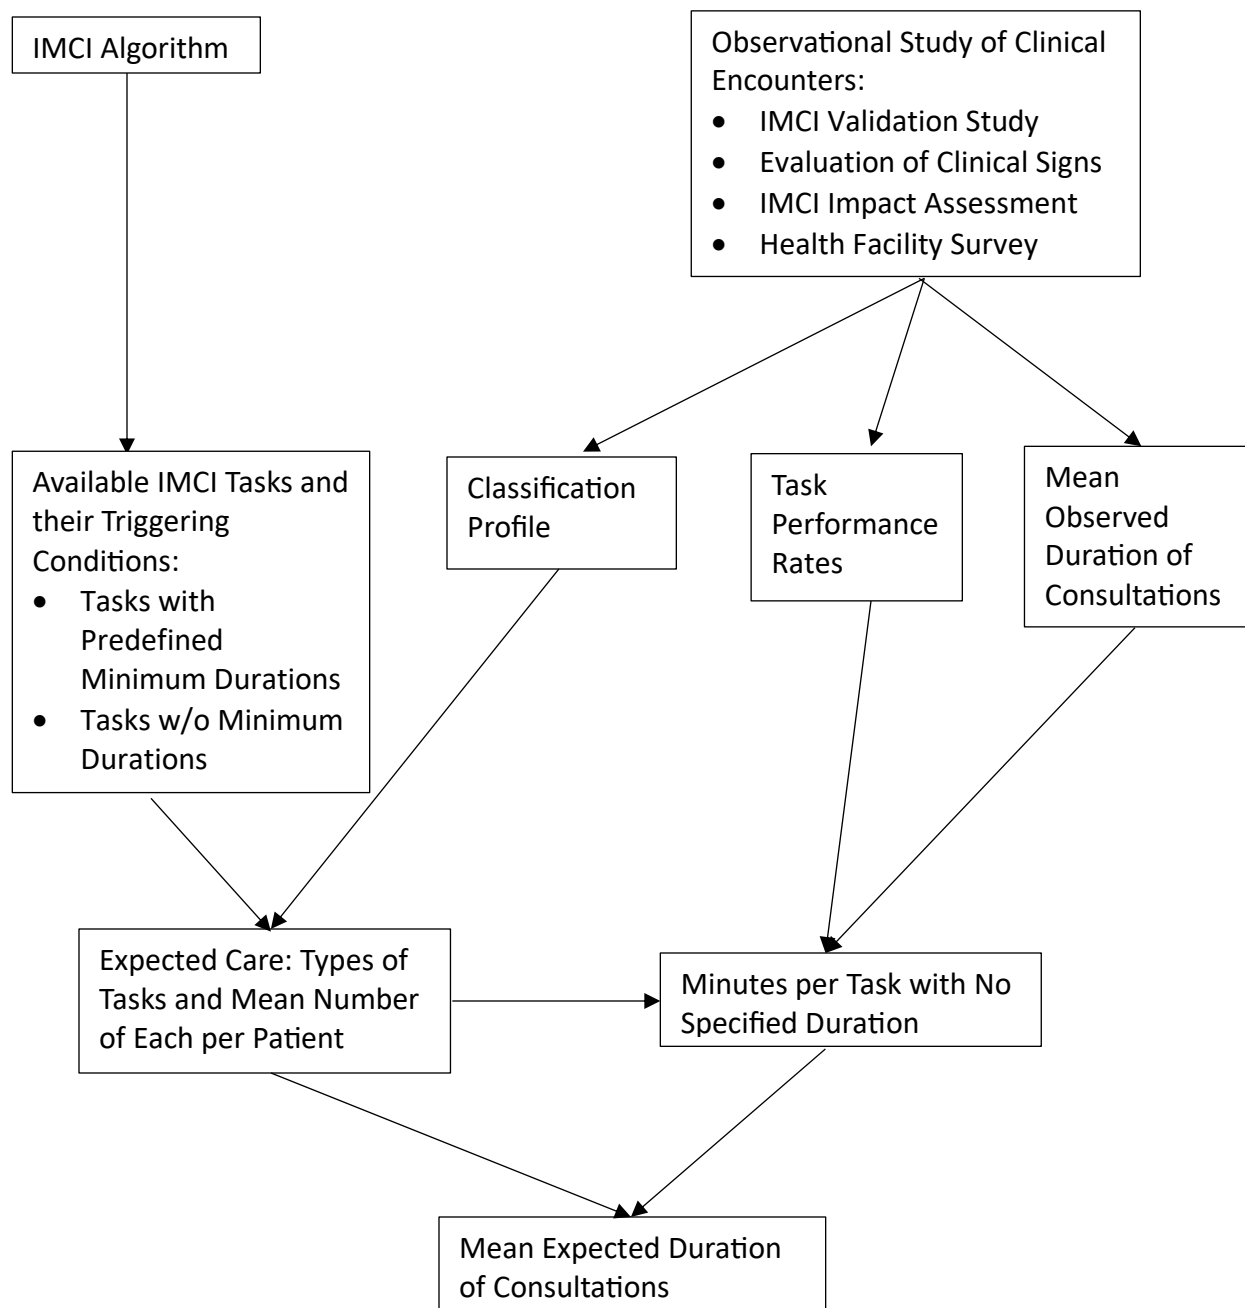 IMCI Algorithm
Observational Study of Clinical
Encounters:
• IMCI Validation Study
• Evaluation of Clinical Signs
• IMCI Impact Assessment
• Health Facility Survey
Available IMCI Tasks and
their Triggering
Conditions:
• Tasks with
Predefined
Minimum Durations
• Tasks w/o Minimum
Durations
Classification
Profile
Task
Performance
Rates
Mean
Observed
Duration of
Consultations
Expected Care: Types of
Tasks and Mean Number
of Each per Patient
Minutes per Task with No
Specified Duration
Mean Expected Duration
of Consultations